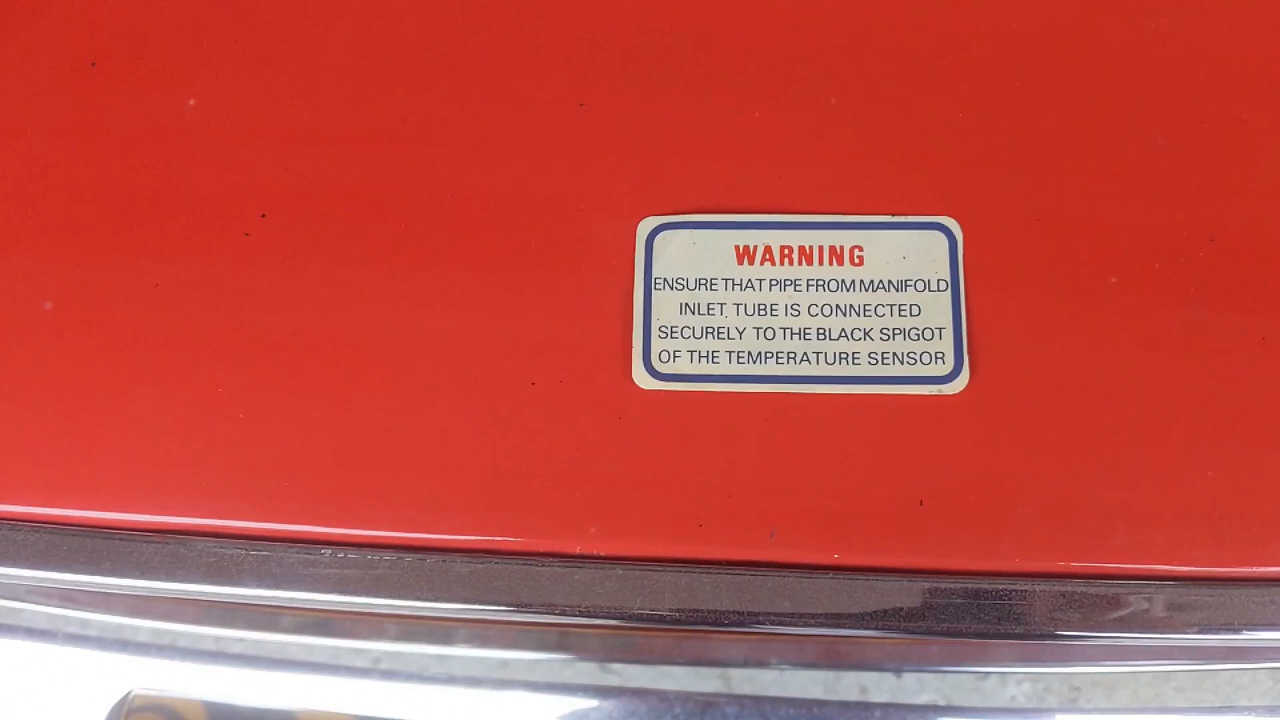 WARNING
ENSURE THAT PIPE FROM MANIFOLD
INLET TUBE IS CONNECTED
SECURELY TO THE BLACK SPIGOT
OF THE TEMPERATURE SENSOR